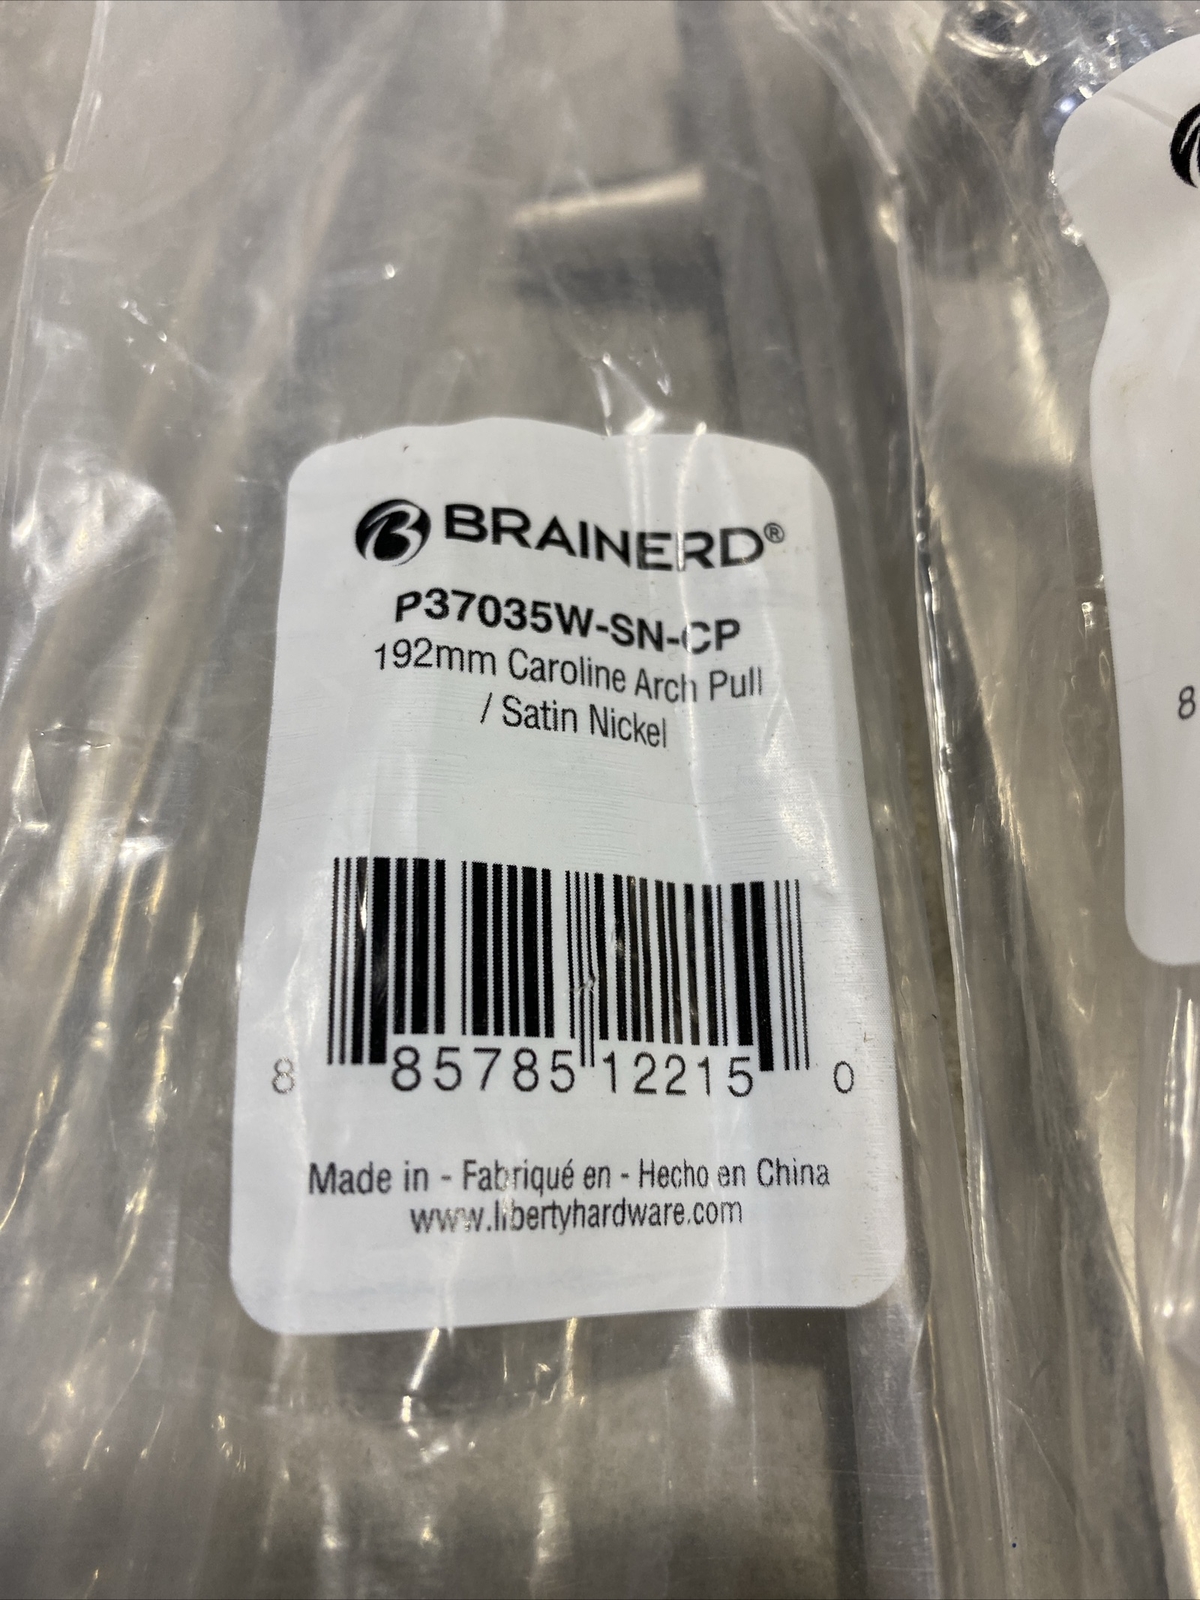 BRAINERD®
P37035W-SN-CP
192mm Caroline Arch Pull
/ Satin Nickel
8 85785 12215 0
Made in - Fabriqué en - Hecho en China
www.libertyhardware.com
8